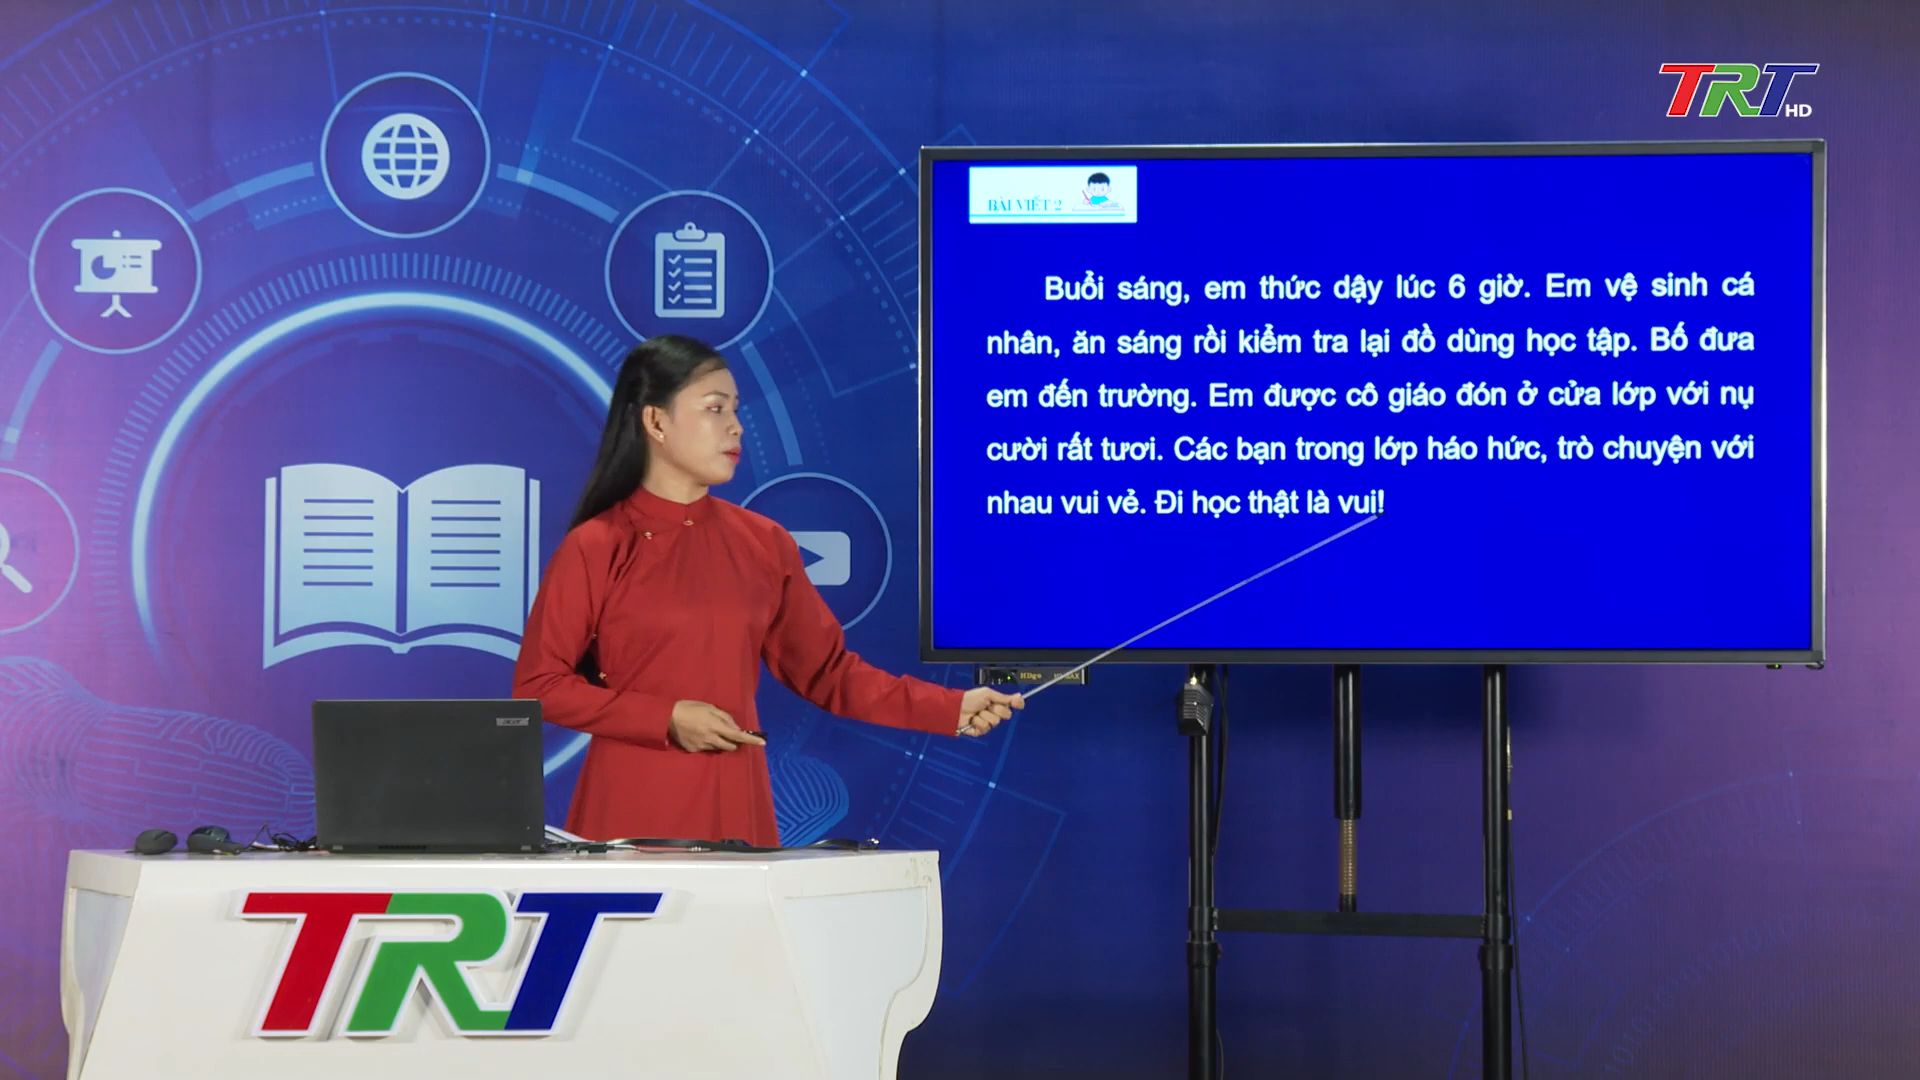 TRT HD
BÀI VIẾT 2
Buổi sáng, em thức dậy lúc 6 giờ. Em vệ sinh cá
nhân, ăn sáng rồi kiểm tra lại đồ dùng học tập. Bố đưa
em đến trường. Em được cô giáo đón ở cửa lớp với nụ
cười rất tươi. Các bạn trong lớp háo hức, trò chuyện với
nhau vui vẻ. Đi học thật là vui!
HDgo
acer
TRT